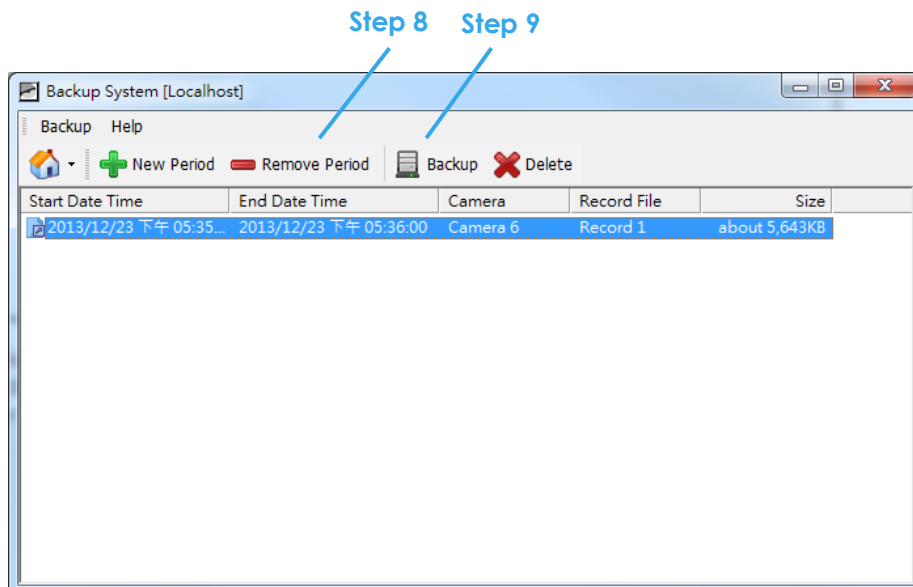 Step 8 Step 9
Backup System [Localhost]
Backup Help
New Period Remove Period Backup Delete
Start Date Time End Date Time Camera Record File Size
2013/12/23 下午 05:35... 2013/12/23 下午 05:36:00 Camera 6 Record 1 about 5,643KB